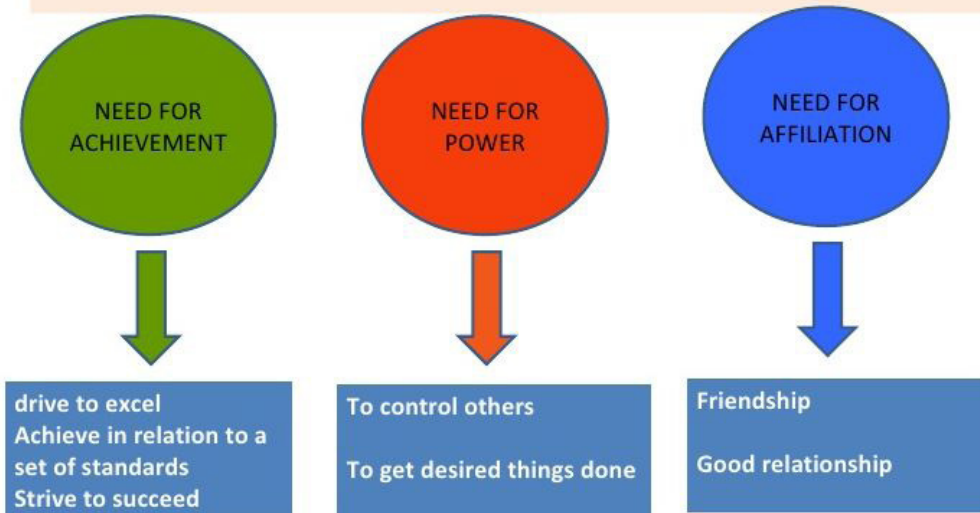 NEED FOR
ACHIEVEMENT
NEED FOR
POWER
NEED FOR
AFFILIATION
drive to excel
Achieve in relation to a
set of standards
Strive to succeed
To control others
To get desired things done
Friendship
Good relationship